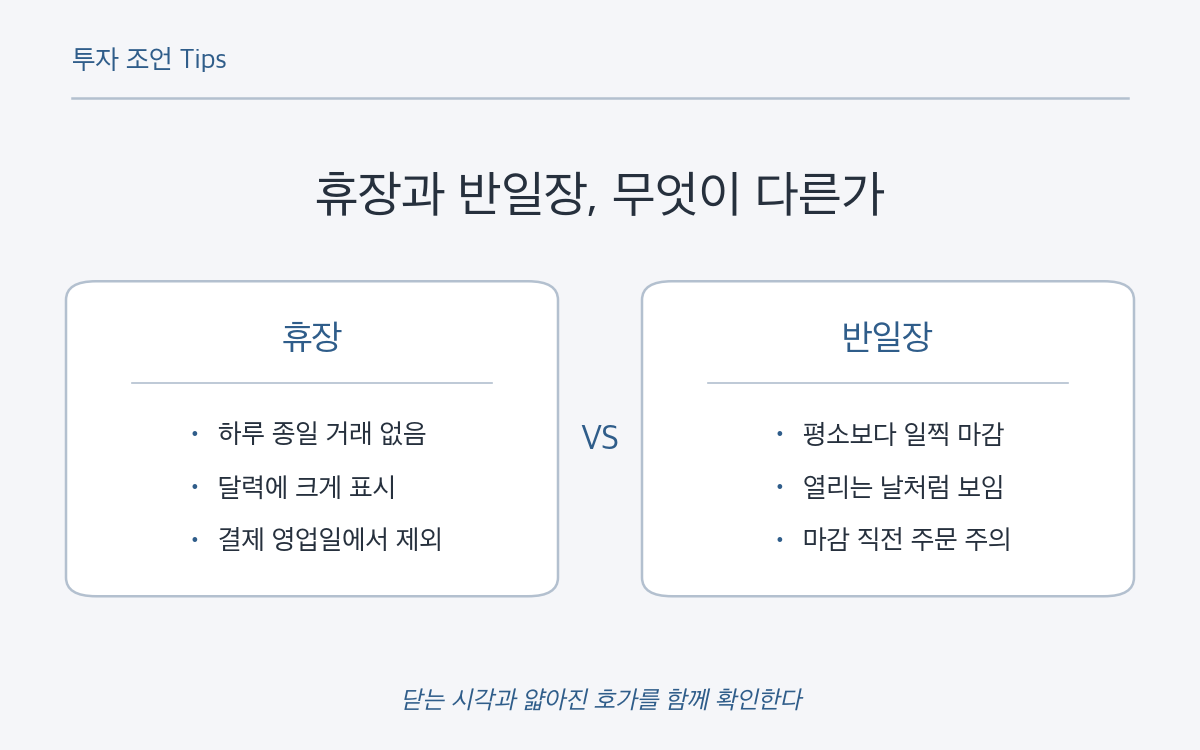 투자 조언 Tips
휴장과 반일장, 무엇이 다른가
휴장
• 하루 종일 거래 없음
• 달력에 크게 표시
• 결제 영업일에서 제외
VS
반일장
• 평소보다 일찍 마감
• 열리는 날처럼 보임
• 마감 직전 주문 주의
닫는 시각과 얇아진 호가를 함께 확인한다